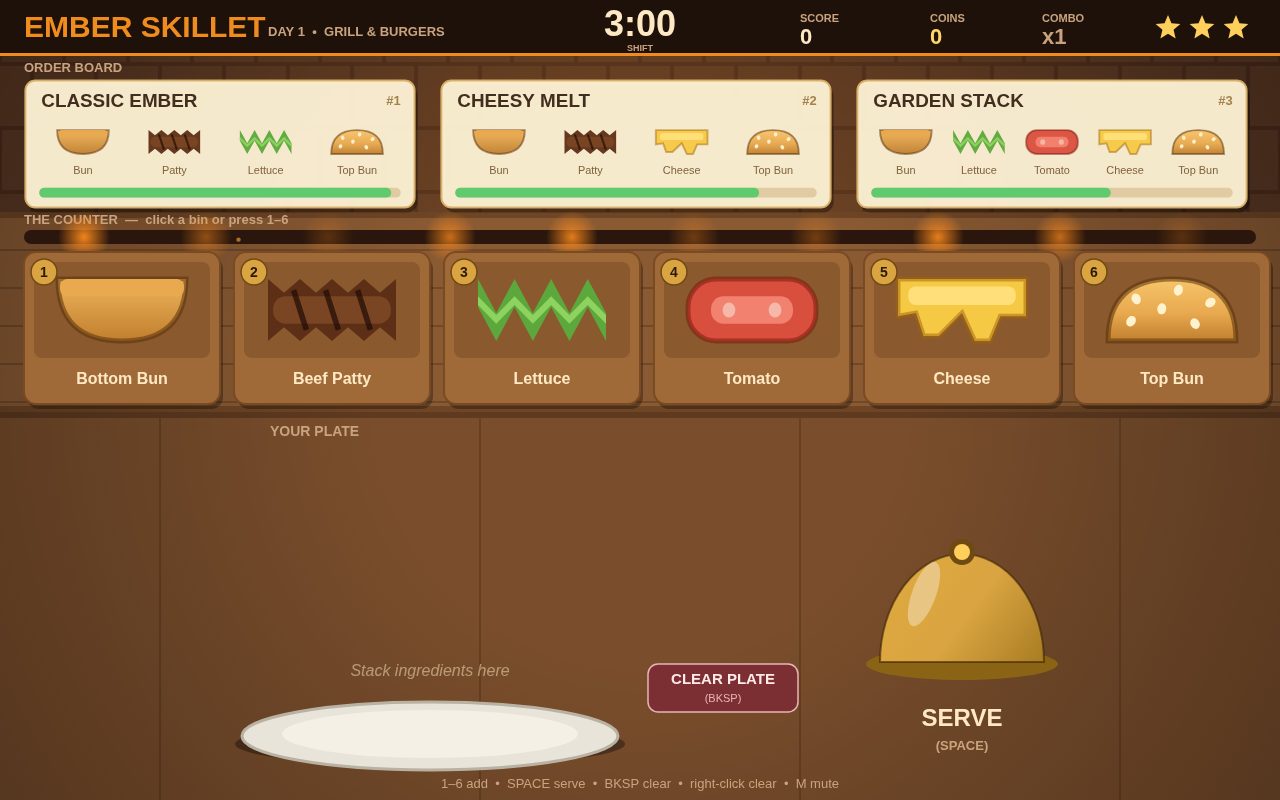 EMBER SKILLET DAY 1 • GRILL & BURGERS
3:00
SHIFT
SCORE
0
COINS
0
COMBO
x1
ORDER BOARD
CLASSIC EMBER #1
Bun Patty Lettuce Top Bun
CHEESY MELT #2
Bun Patty Cheese Top Bun
GARDEN STACK #3
Bun Lettuce Tomato Cheese Top Bun
THE COUNTER — click a bin or press 1–6
1 2 3 4 5 6
Bottom Bun Beef Patty Lettuce Tomato Cheese Top Bun
YOUR PLATE
Stack ingredients here
CLEAR PLATE
(BKSP)
SERVE
(SPACE)
1–6 add • SPACE serve • BKSP clear • right-click clear • M mute